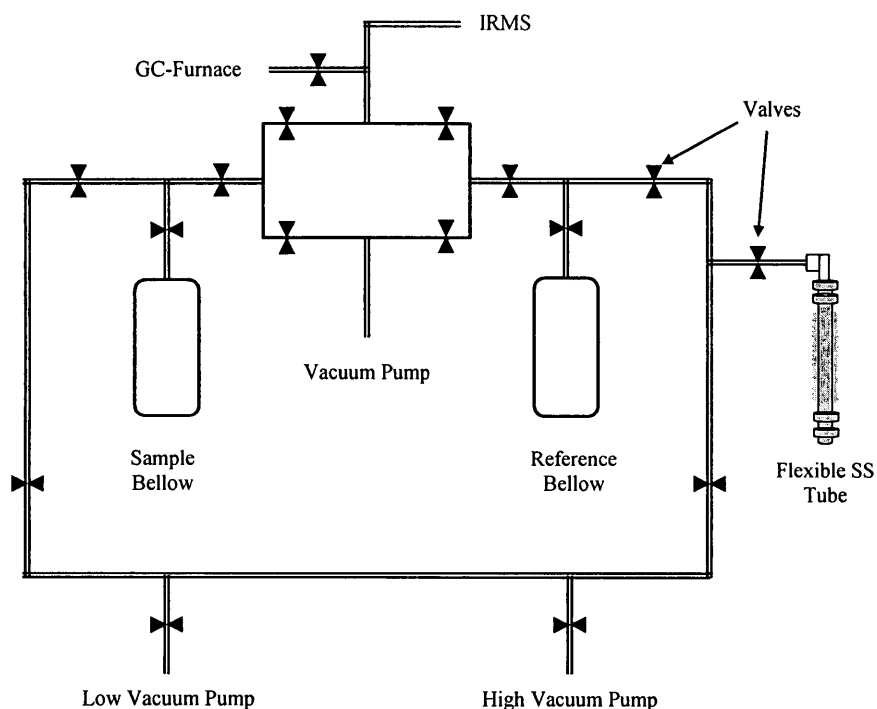 IRMS
GC-Furnace
Valves
Vacuum Pump
Sample
Bellow
Reference
Bellow
Flexible SS
Tube
Low Vacuum Pump
High Vacuum Pump